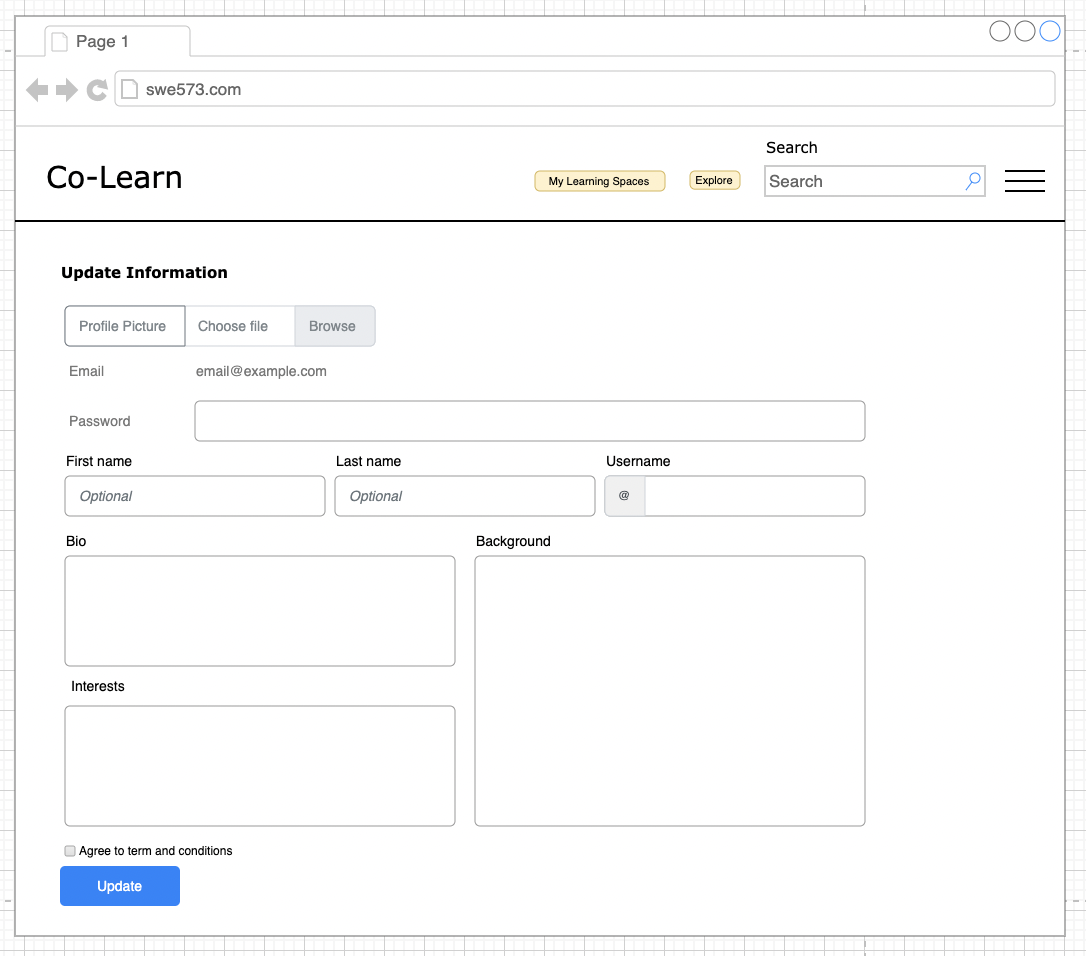 Page 1
swe573.com
Search
Co-Learn
My Learning Spaces
Explore
Search
Update Information
Profile Picture Choose file Browse
Email email@example.com
Password
First name Last name Username
Optional Optional @
Bio Background
Interests
Agree to term and conditions
Update